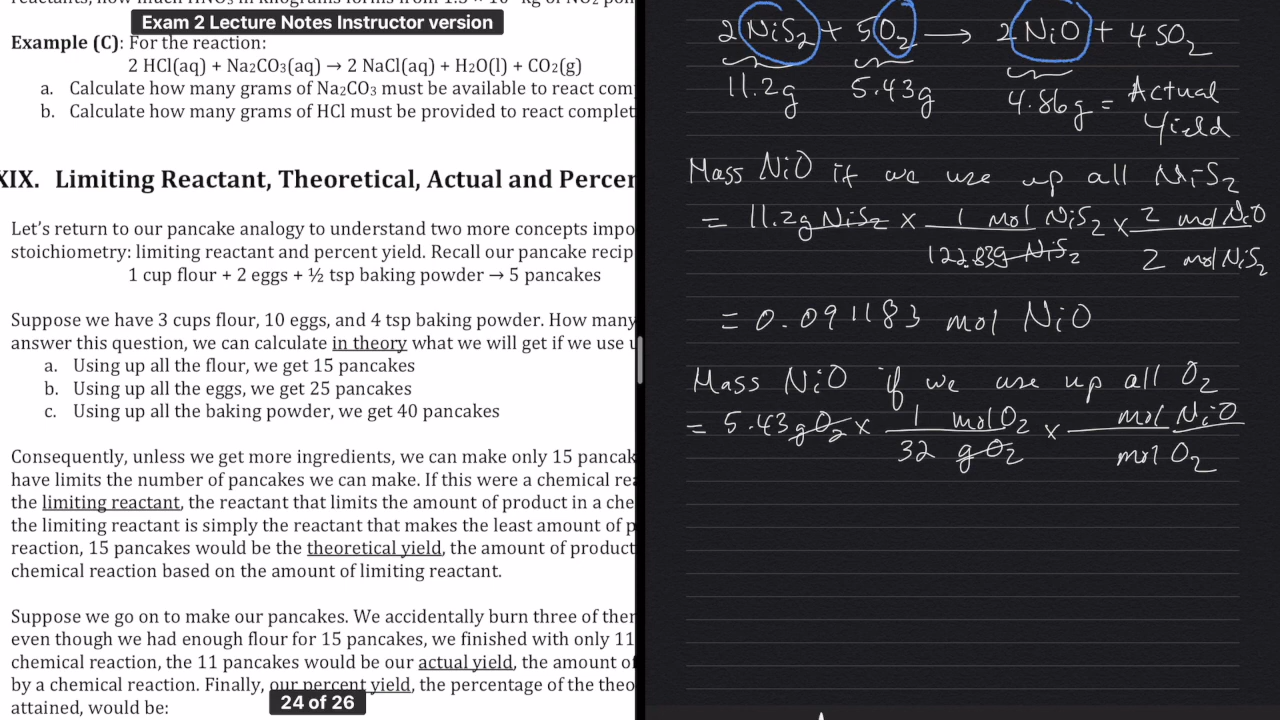 Exam 2 Lecture Notes Instructor version
Example (C): For the reaction:
2 HCl(aq) + Na2CO3(aq) → 2 NaCl(aq) + H2O(l) + CO2(g)
a. Calculate how many grams of Na2CO3 must be available to react com
b. Calculate how many grams of HCl must be provided to react complet
XIX. Limiting Reactant, Theoretical, Actual and Percer
Let's return to our pancake analogy to understand two more concepts impo
stoichiometry: limiting reactant and percent yield. Recall our pancake recip
1 cup flour + 2 eggs + ½ tsp baking powder → 5 pancakes
Suppose we have 3 cups flour, 10 eggs, and 4 tsp baking powder. How many
answer this question, we can calculate in theory what we will get if we use u
a. Using up all the flour, we get 15 pancakes
b. Using up all the eggs, we get 25 pancakes
c. Using up all the baking powder, we get 40 pancakes
Consequently, unless we get more ingredients, we can make only 15 pancak
have limits the number of pancakes we can make. If this were a chemical rea
the limiting reactant, the reactant that limits the amount of product in a che
the limiting reactant is simply the reactant that makes the least amount of p
reaction, 15 pancakes would be the theoretical yield, the amount of product
chemical reaction based on the amount of limiting reactant.
Suppose we go on to make our pancakes. We accidentally burn three of ther
even though we had enough flour for 15 pancakes, we finished with only 11
chemical reaction, the 11 pancakes would be our actual yield, the amount of
by a chemical reaction. Finally, our percent yield, the percentage of the theo
attained, would be:
24 of 26
2 NiS2 + 5 O2 → 2 NiO + 4 SO2
11.2g 5.43g 4.86g = Actual
Yield
Mass NiO if we use up all NiS2
= 11.2g NiS2 × 1 mol NiS2 × 2 mol NiO
122.83g NiS2 2 mol NiS2
= 0.091183 mol NiO
Mass NiO if we use up all O2
= 5.43g O2 × 1 mol O2 × mol NiO
32 g O2 mol O2